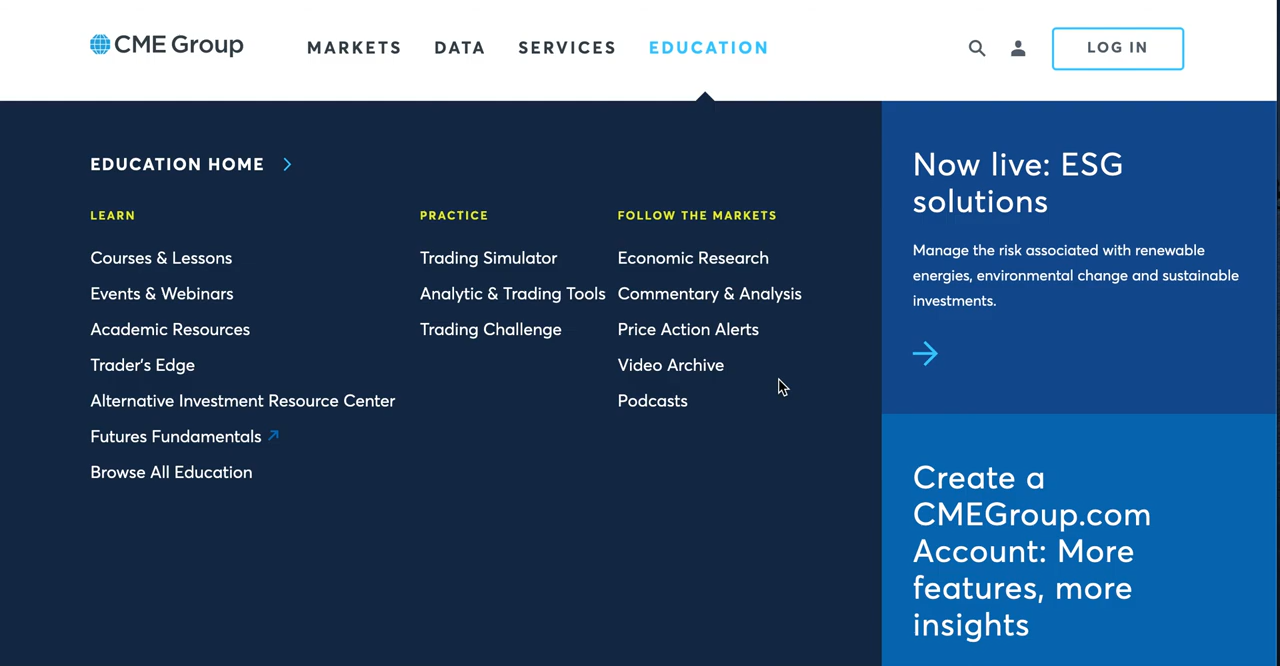 CME Group
MARKETS DATA SERVICES EDUCATION
LOG IN
EDUCATION HOME
LEARN
Courses & Lessons
Events & Webinars
Academic Resources
Trader's Edge
Alternative Investment Resource Center
Futures Fundamentals
Browse All Education
PRACTICE
Trading Simulator
Analytic & Trading Tools
Trading Challenge
FOLLOW THE MARKETS
Economic Research
Commentary & Analysis
Price Action Alerts
Video Archive
Podcasts
Now live: ESG
solutions
Manage the risk associated with renewable
energies, environmental change and sustainable
investments.
Create a
CMEGroup.com
Account: More
features, more
insights